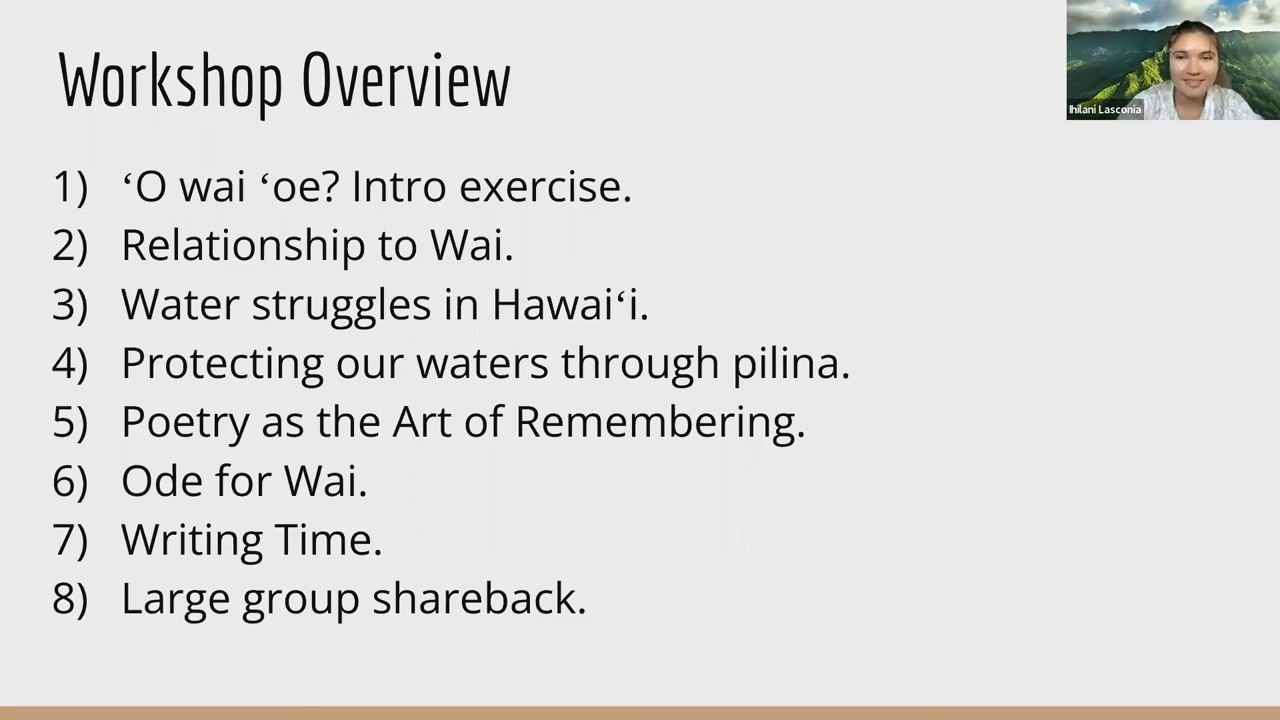 Workshop Overview
Ihilani Lasconia
1) ʻO wai ʻoe? Intro exercise.
2) Relationship to Wai.
3) Water struggles in Hawaiʻi.
4) Protecting our waters through pilina.
5) Poetry as the Art of Remembering.
6) Ode for Wai.
7) Writing Time.
8) Large group shareback.